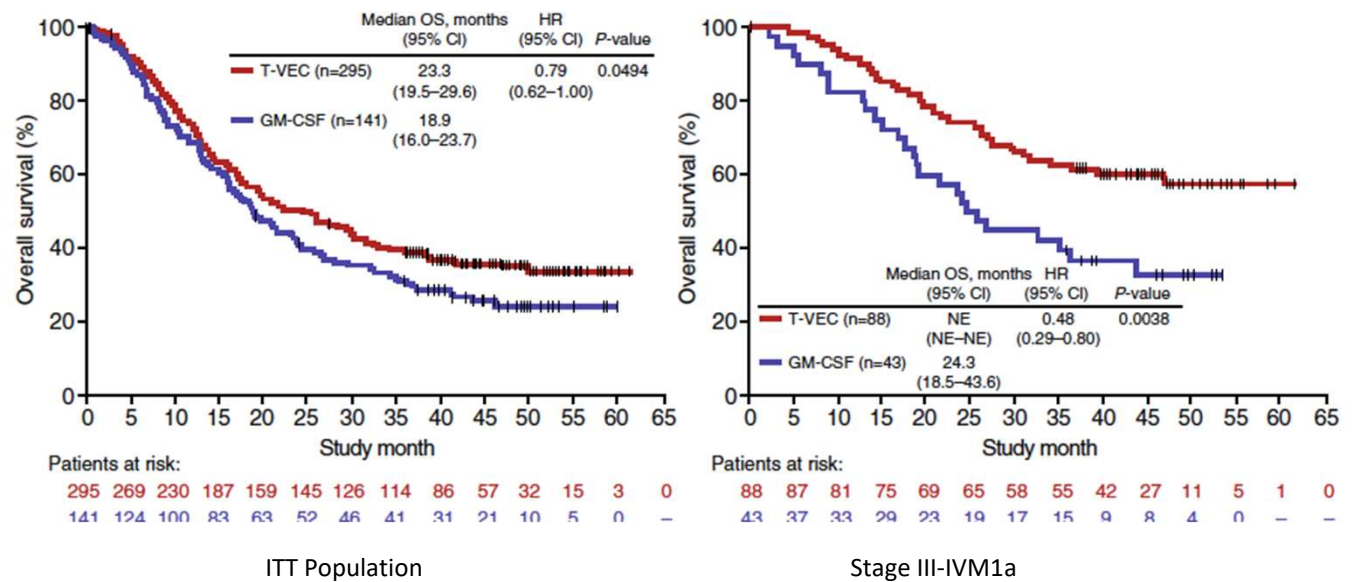 Median OS, months HR
(95% CI) (95% CI) P-value
T-VEC (n=295) 23.3 0.79 0.0494
(19.5–29.6) (0.62–1.00)
GM-CSF (n=141) 18.9
(16.0–23.7)
Overall survival (%)
100
80
60
40
20
0
0 5 10 15 20 25 30 35 40 45 50 55 60 65
Study month
Patients at risk:
295 269 230 187 159 145 126 114 86 57 32 15 3 0
141 124 100 83 63 52 46 41 31 21 10 5 0 –
ITT Population
Overall survival (%)
100
80
60
40
20
0
Median OS, months HR
(95% CI) (95% CI) P-value
T-VEC (n=88) NE 0.48 0.0038
(NE–NE) (0.29–0.80)
GM-CSF (n=43) 24.3
(18.5–43.6)
0 5 10 15 20 25 30 35 40 45 50 55 60 65
Study month
Patients at risk:
88 87 81 75 69 65 58 55 42 27 11 5 1 0
43 37 33 29 23 19 17 15 9 8 4 0 – –
Stage III-IVM1a